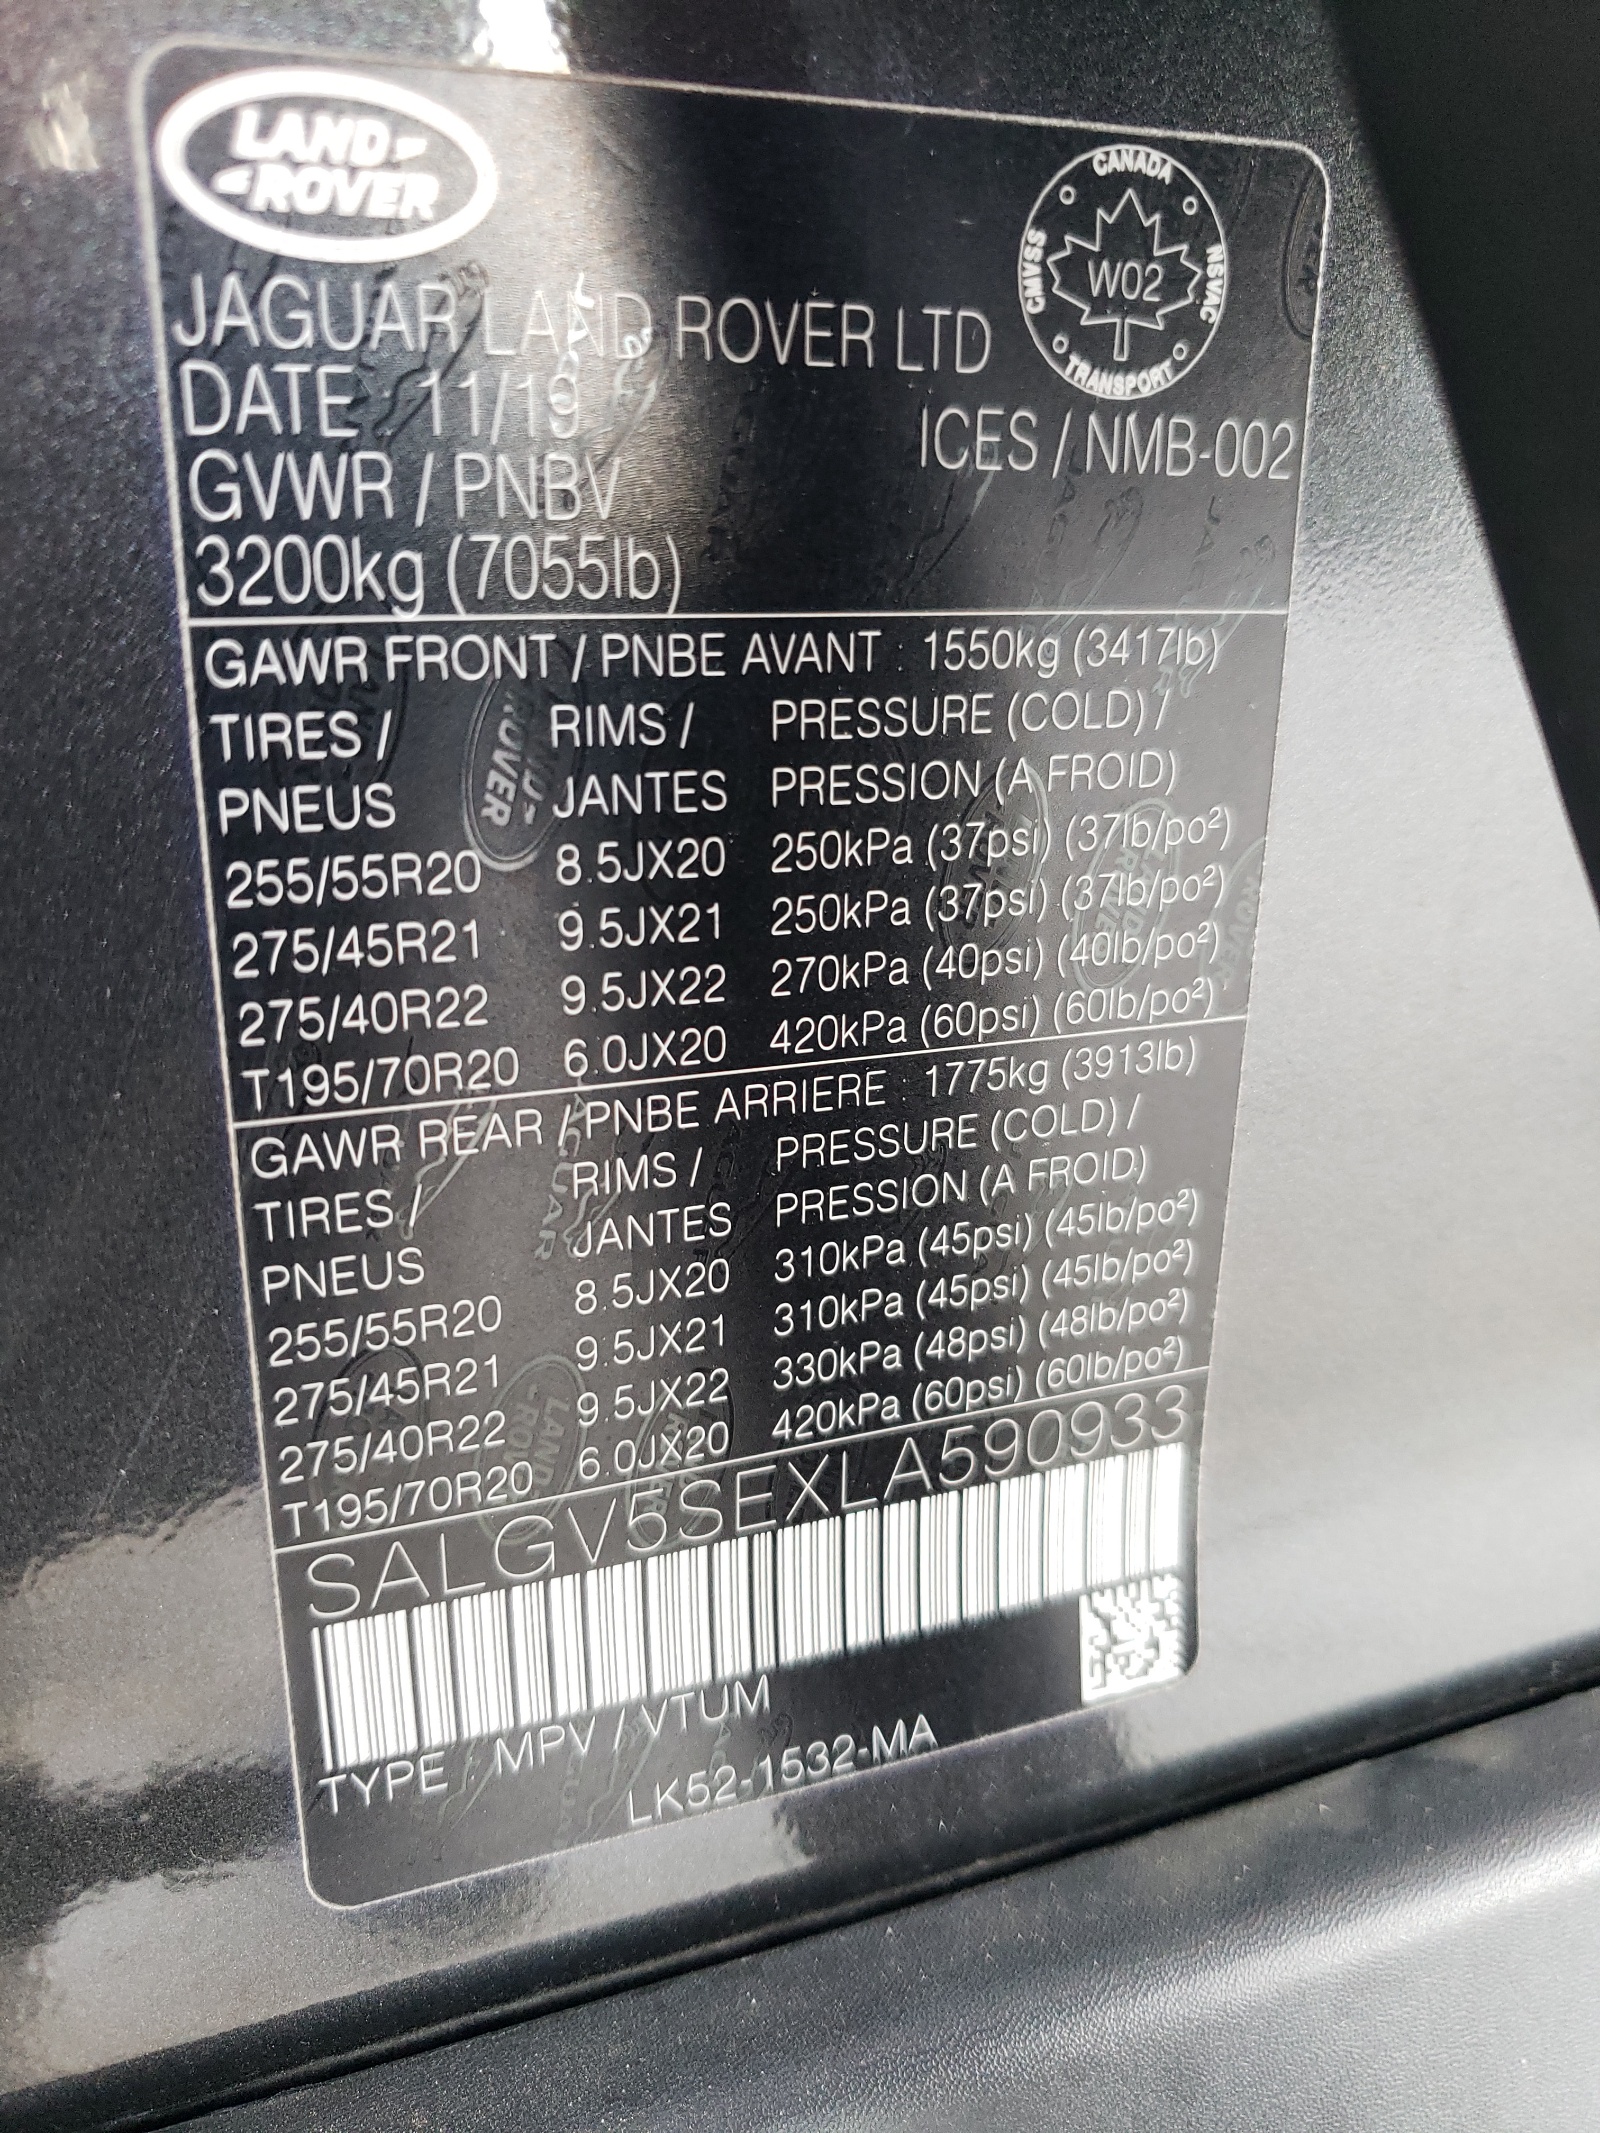 LAND
ROVER
CANADA
CMVSS
W02
NSVAC
TRANSPORT
JAGUAR LAND ROVER LTD
DATE 11/19
ICES / NMB-002
GVWR / PNBV
3200kg (7055lb)
GAWR FRONT / PNBE AVANT : 1550kg (3417lb)
TIRES / RIMS / PRESSURE (COLD) /
PNEUS JANTES PRESSION (A FROID)
255/55R20 8.5JX20 250kPa (37psi) (37lb/po²)
275/45R21 9.5JX21 250kPa (37psi) (37lb/po²)
275/40R22 9.5JX22 270kPa (40psi) (40lb/po²)
T195/70R20 6.0JX20 420kPa (60psi) (60lb/po²)
GAWR REAR / PNBE ARRIERE : 1775kg (3913lb)
TIRES / RIMS / PRESSURE (COLD) /
PNEUS JANTES PRESSION (A FROID)
255/55R20 8.5JX20 310kPa (45psi) (45lb/po²)
275/45R21 9.5JX21 310kPa (45psi) (45lb/po²)
275/40R22 9.5JX22 330kPa (48psi) (48lb/po²)
T195/70R20 6.0JX20 420kPa (60psi) (60lb/po²)
SALGV5SEXLA590933
TYPE : MPV / VTUM
LK52-1532-MA